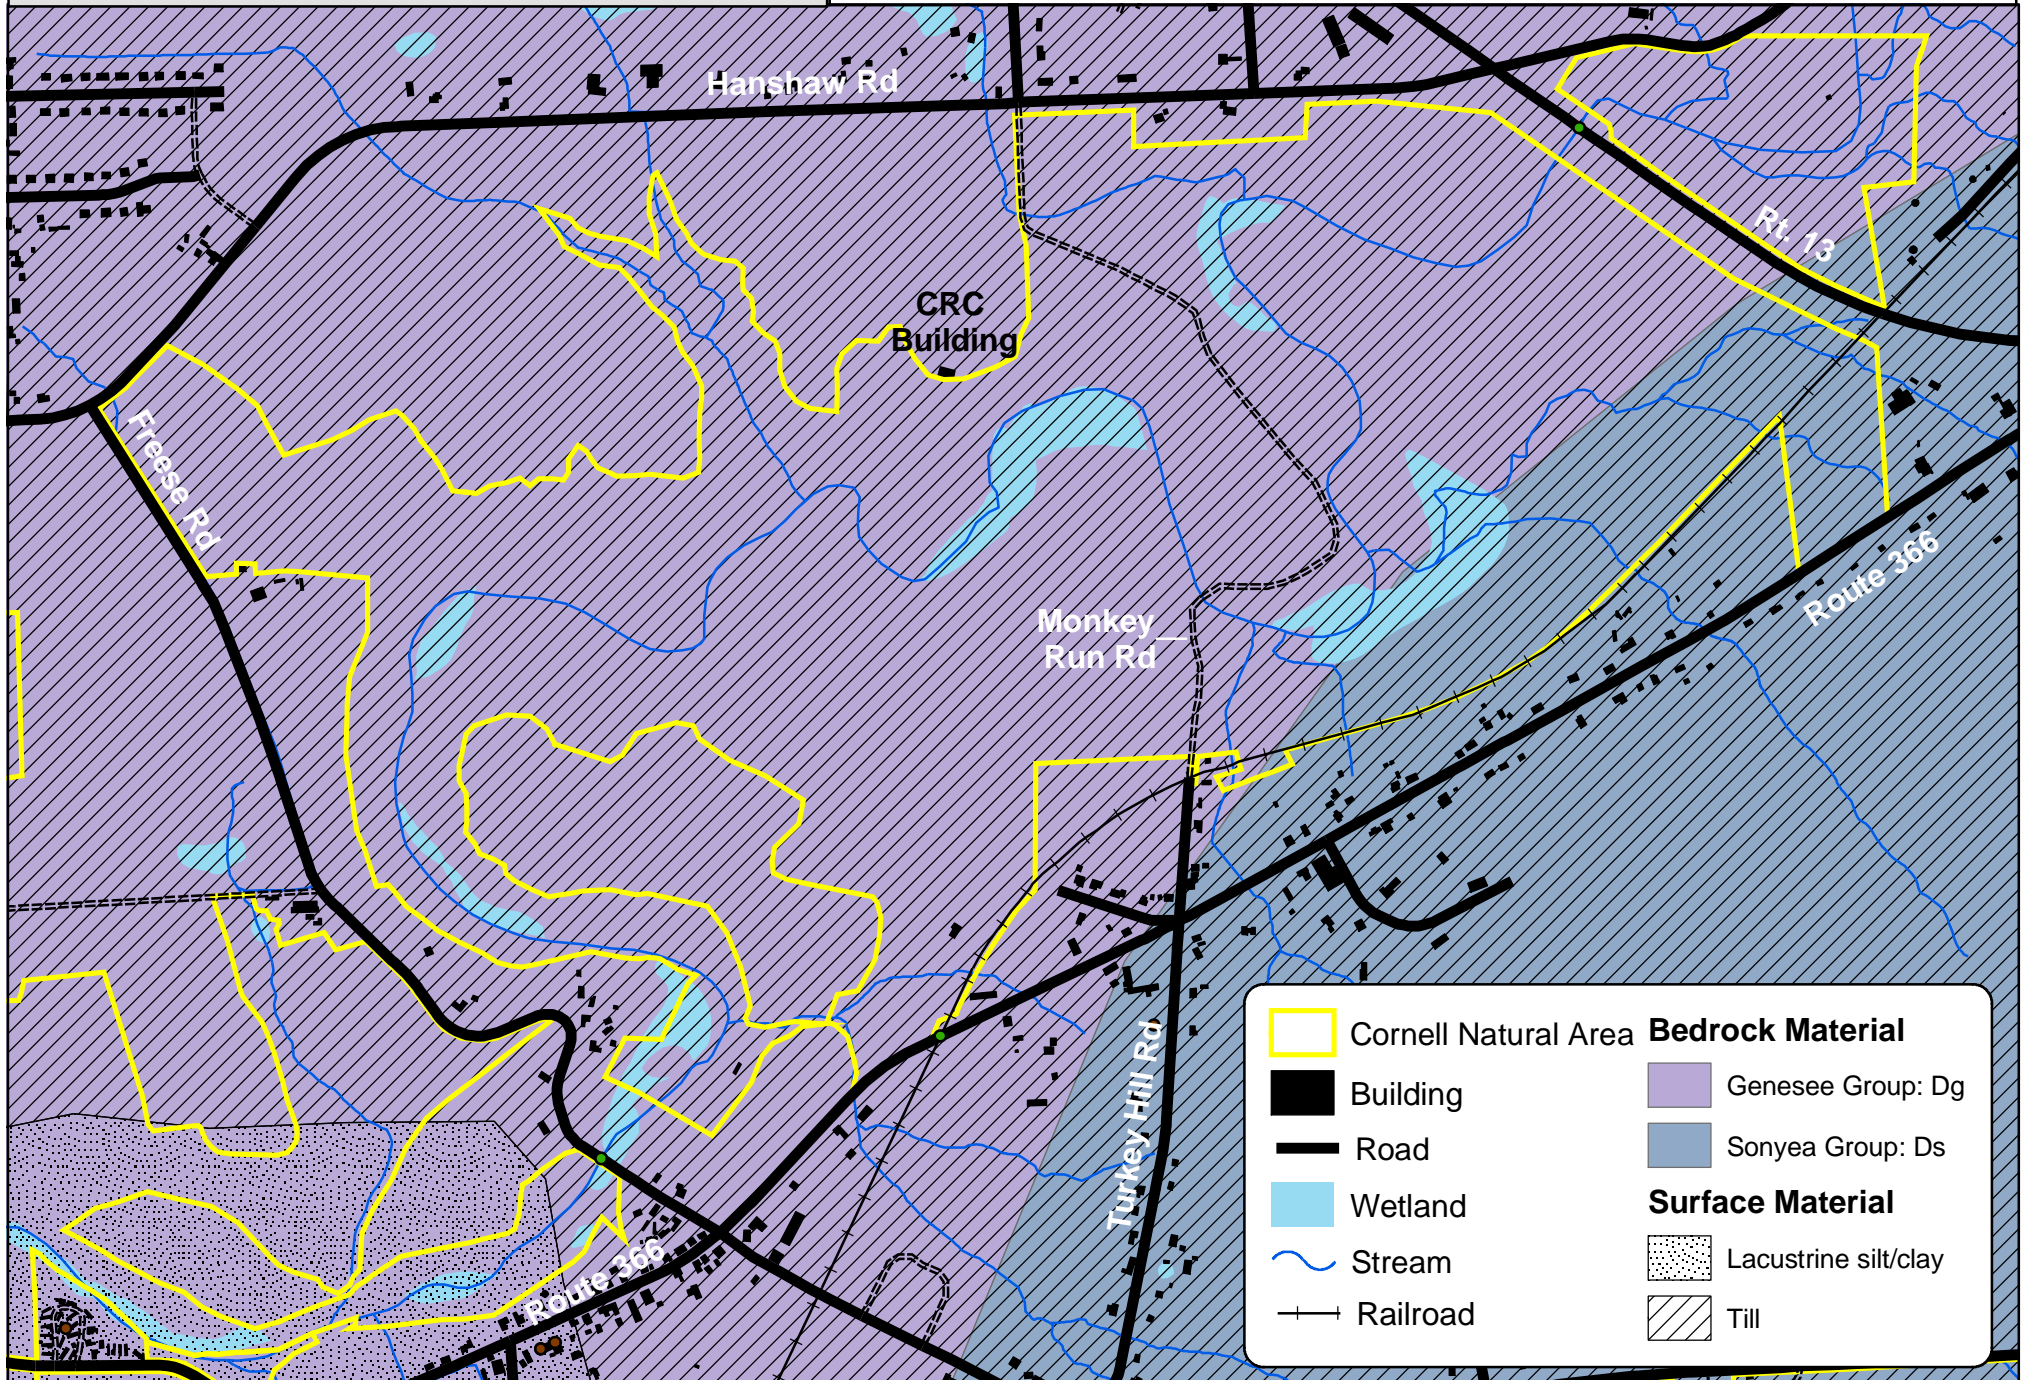 Hanshaw Rd
Rt. 13
CRC
Building
Freese Rd
Route 366
Monkey__
Run Rd
Turkey Hill Rd
Route 366
Cornell Natural Area
Building
Road
Wetland
Stream
Railroad
Bedrock Material
Genesee Group: Dg
Sonyea Group: Ds
Surface Material
Lacustrine silt/clay
Till